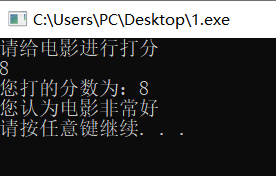 C:\Users\PC\Desktop\1.exe
请给电影进行打分
8
您打的分数为：8
您认为电影非常好
请按任意键继续. . .